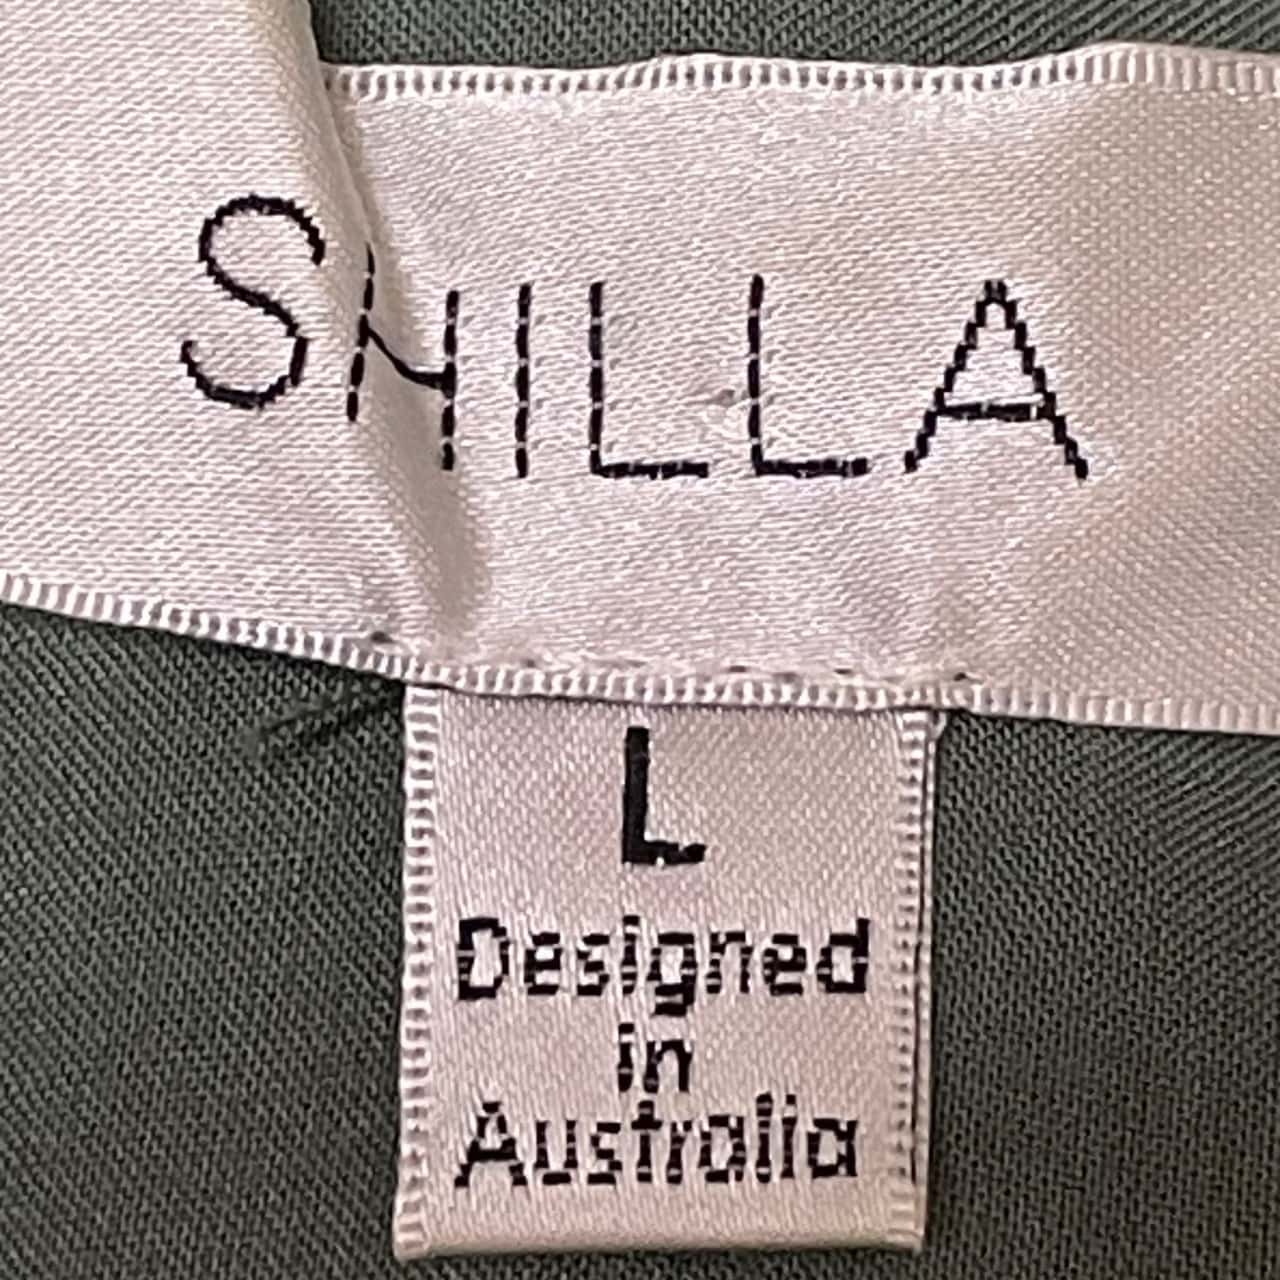 SHILLA
L
Designed
in
Australia